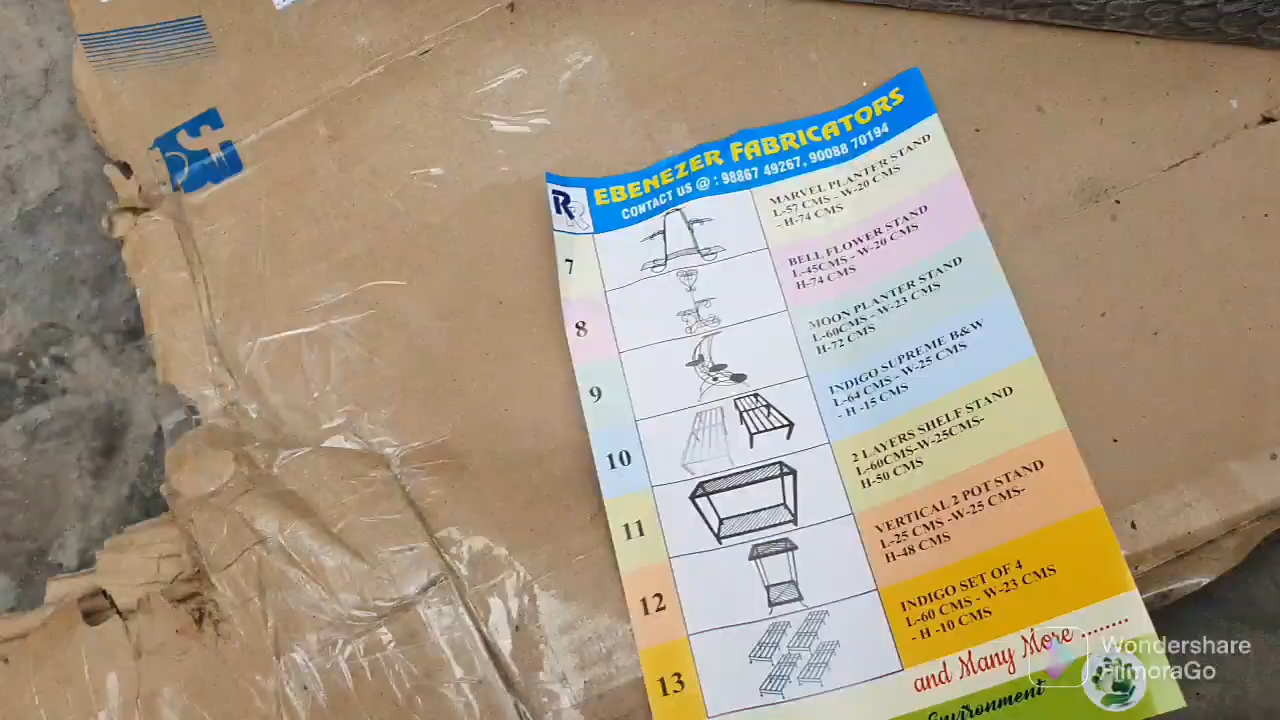 EBENEZER FABRICATORS
CONTACT US @ : 98867 49267, 90088 70194
7
MARVEL PLANTER STAND
L-57 CMS - W-20 CMS
- H-74 CMS
8
BELL FLOWER STAND
L-45CMS - W-20 CMS
H-74 CMS
9
MOON PLANTER STAND
L-60CMS - W-23 CMS
H-72 CMS
10
INDIGO SUPREME B&W
L-64 CMS - W-25 CMS
- H -15 CMS
11
2 LAYERS SHELF STAND
L-60CMS-W-25CMS-
H-50 CMS
12
VERTICAL 2 POT STAND
L-25 CMS -W-25 CMS-
H-48 CMS
13
INDIGO SET OF 4
L-60 CMS - W-23 CMS
- H -10 CMS
and Many More ........
Environment
Wondershare
FilmoraGo